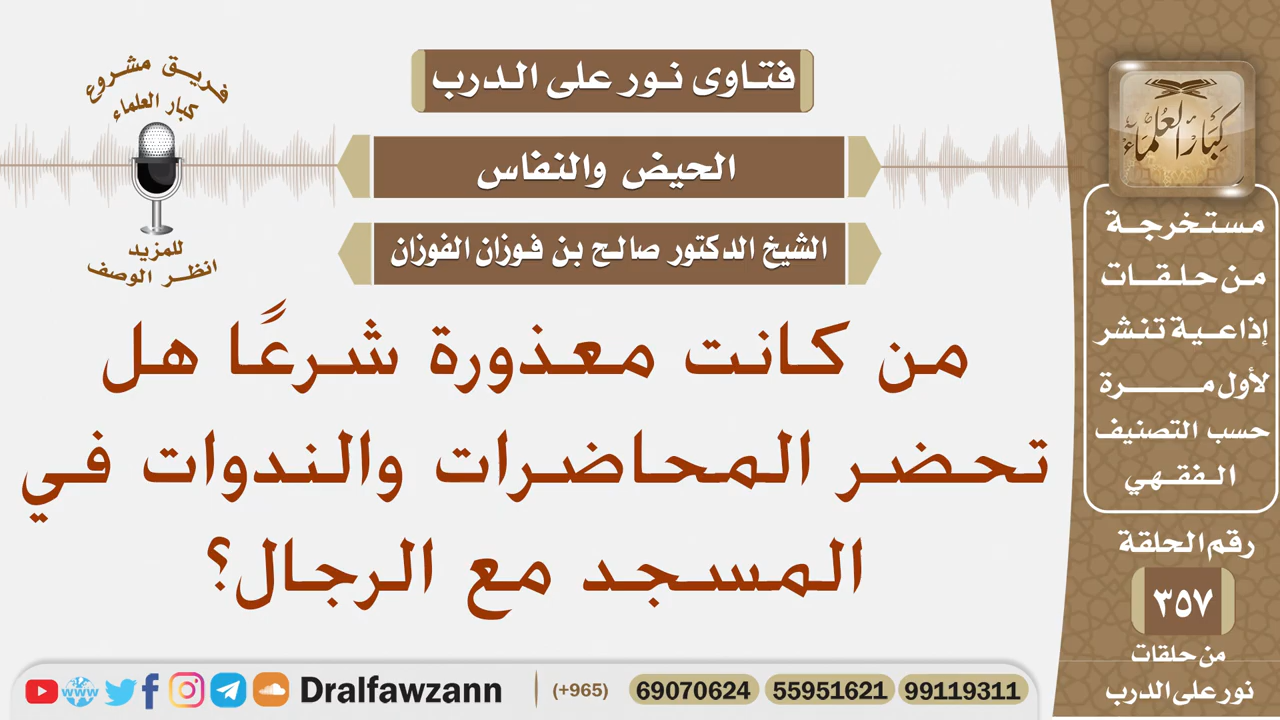 فتاوى نور على الدرب
الحيض والنفاس
الشيخ الدكتور صالح بن فوزان الفوزان
من كانت معذورة شرعًا هل
تحضر المحاضرات والندوات في
المسجد مع الرجال؟
فريق مشروع
كبار العلماء
للمزيد
انظر الوصف
كبار العلماء
مستخرجة
من حلقات
إذاعية تنشر
لأول مرة
حسب التصنيف
الفقهي
رقم الحلقة
٣٥٧
من حلقات
نور على الدرب
www
Dralfawzann
(+965) 69070624 55951621 99119311